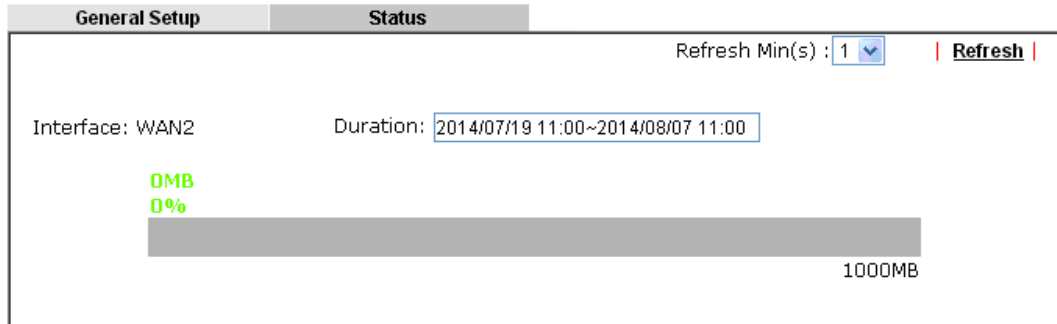 General Setup Status
Refresh Min(s) : 1 | Refresh |
Interface: WAN2 Duration: 2014/07/19 11:00~2014/08/07 11:00
0MB
0%
1000MB